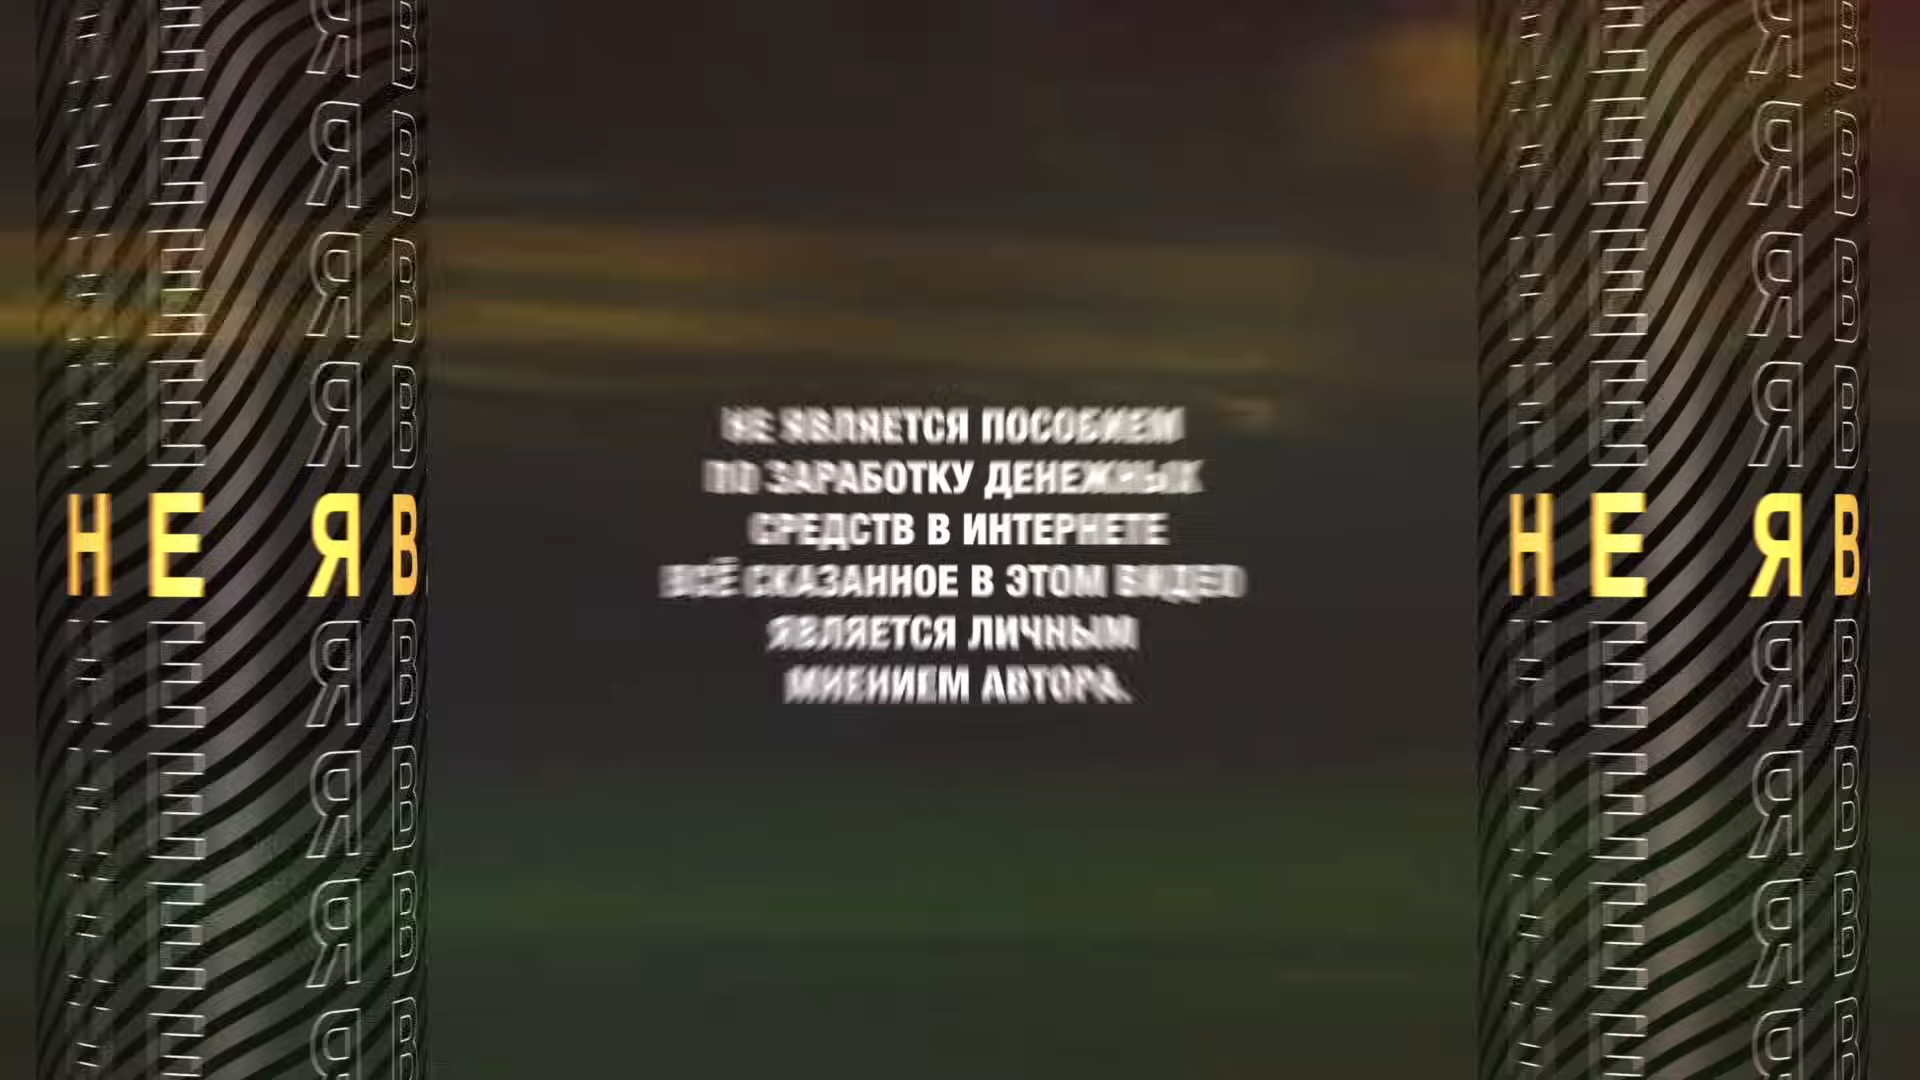 НЕ ЯВЛЯЕТСЯ ПОСОБИЕМ
ПО ЗАРАБОТКУ ДЕНЕЖНЫХ
СРЕДСТВ В ИНТЕРНЕТЕ
ВСЁ СКАЗАННОЕ В ЭТОМ ВИДЕО
ЯВЛЯЕТСЯ ЛИЧНЫМ
МНЕНИЕМ АВТОРА.
НЕ ЯВ
НЕ ЯВ